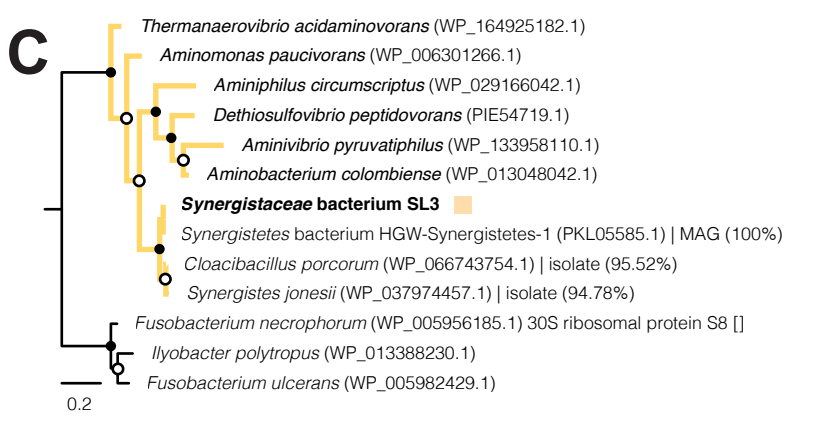 C
Thermanaerovibrio acidaminovorans (WP_164925182.1)
Aminomonas paucivorans (WP_006301266.1)
Aminiphilus circumscriptus (WP_029166042.1)
Dethiosulfovibrio peptidovorans (PIE54719.1)
Aminivibrio pyruvatiphilus (WP_133958110.1)
Aminobacterium colombiense (WP_013048042.1)
Synergistaceae bacterium SL3
Synergistetes bacterium HGW-Synergistetes-1 (PKL05585.1) | MAG (100%)
Cloacibacillus porcorum (WP_066743754.1) | isolate (95.52%)
Synergistes jonesii (WP_037974457.1) | isolate (94.78%)
Fusobacterium necrophorum (WP_005956185.1) 30S ribosomal protein S8 []
Ilyobacter polytropus (WP_013388230.1)
Fusobacterium ulcerans (WP_005982429.1)
0.2